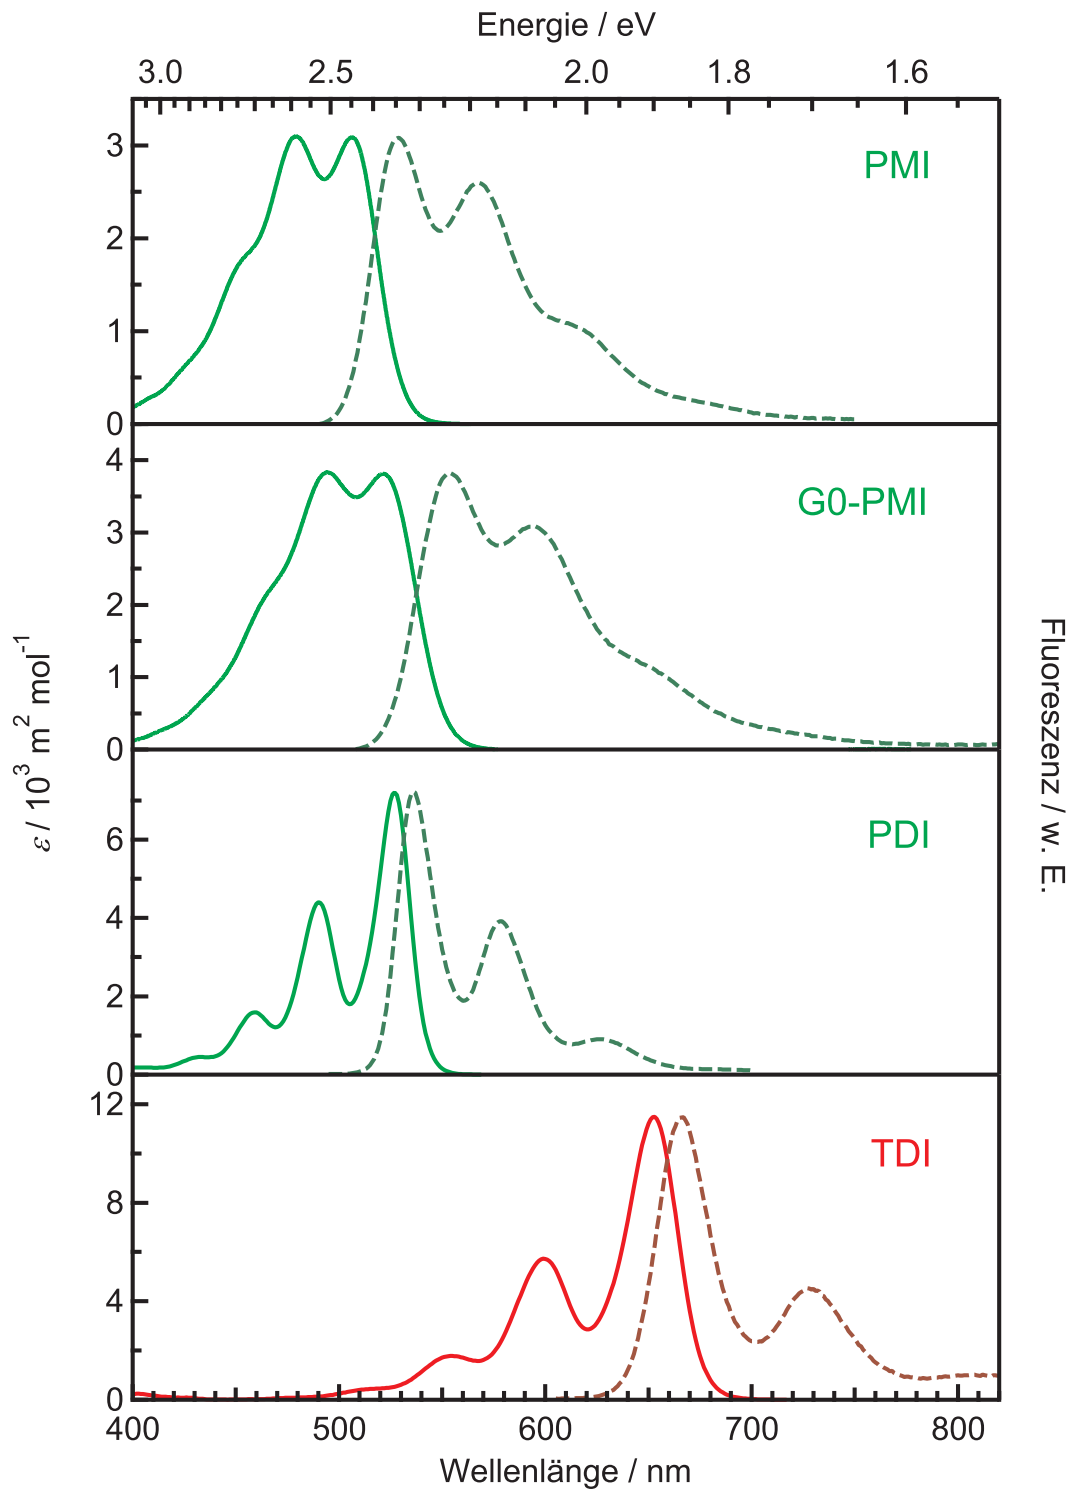 Energie / eV
3.0 2.5 2.0 1.8 1.6
3
2
1
0
PMI
4
3
2
1
0
G0-PMI
6
4
2
0
PDI
12
8
4
0
TDI
ε / 10³ m² mol⁻¹
Fluoreszenz / w. E.
400 500 600 700 800
Wellenlänge / nm